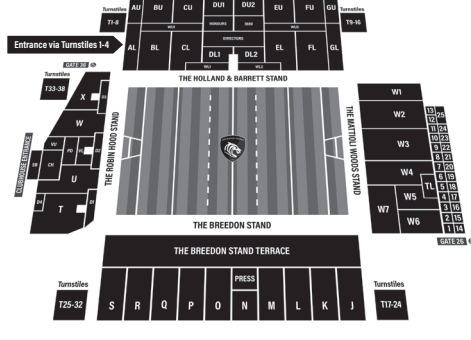 Turnstiles
T1-8
AU
BU
CU
DU1
DU2
EU
FU
GU
Turnstiles
T9-16
HONOURS
DEBS
DIRECTORS
Entrance via Turnstiles 1-4
AL
BL
CL
DL1
DL2
EL
FL
GL
WL1
WL2
THE HOLLAND & BARRETT STAND
GATE 36
Turnstiles
T33-38
X
W
U
T
CLUBHOUSE ENTRANCE
THE ROBIN HOOD STAND
THE MATTIOLI WOODS STAND
W1
W2
W3
W4
W5
W6
W7
TL
13
12 25
11 24
10 23
9 22
8 21
7 20
6 19
5 18
4 17
3 16
2 15
1 14
GATE 26
THE BREEDON STAND
THE BREEDON STAND TERRACE
PRESS
S R Q P O N M L K J
Turnstiles
T25-32
Turnstiles
T17-24